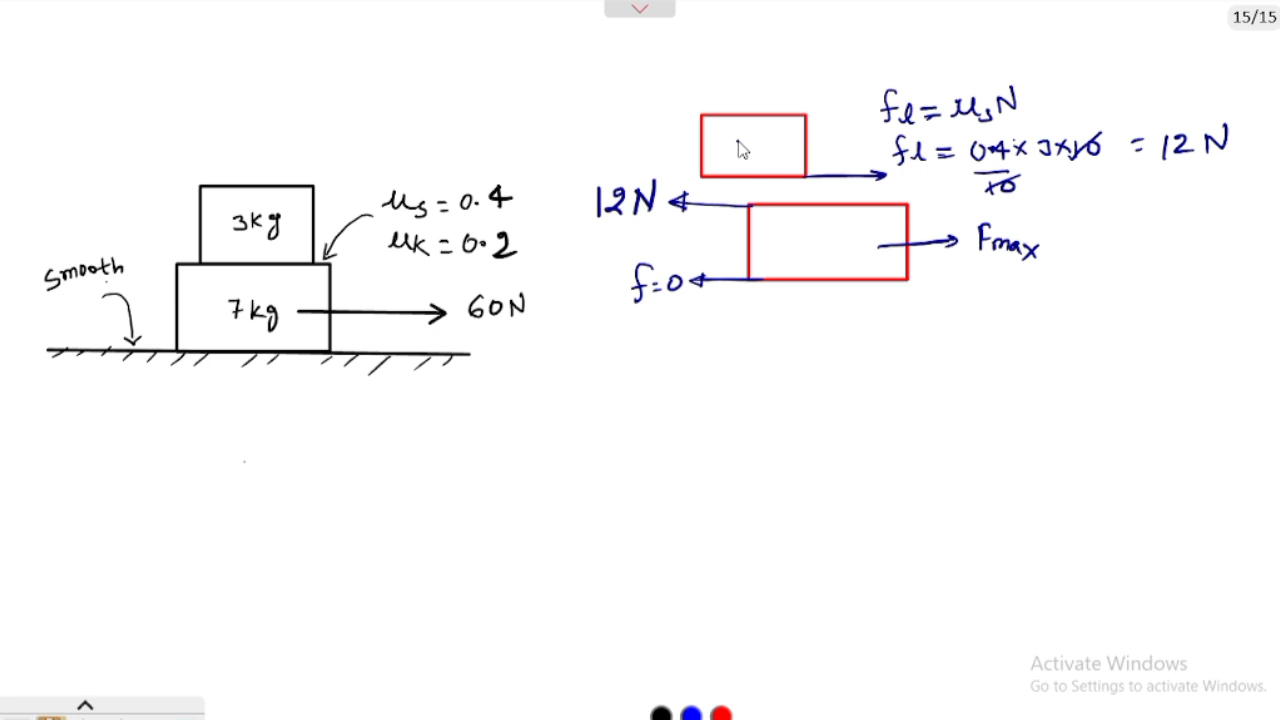 15/15
fl = μsN
fl = 0.4 × 3×10 = 12 N
10
12N
Fmax
f=0
μs = 0.4
μk = 0.2
3kg
Smooth
7kg
60N
Activate Windows
Go to Settings to activate Windows.